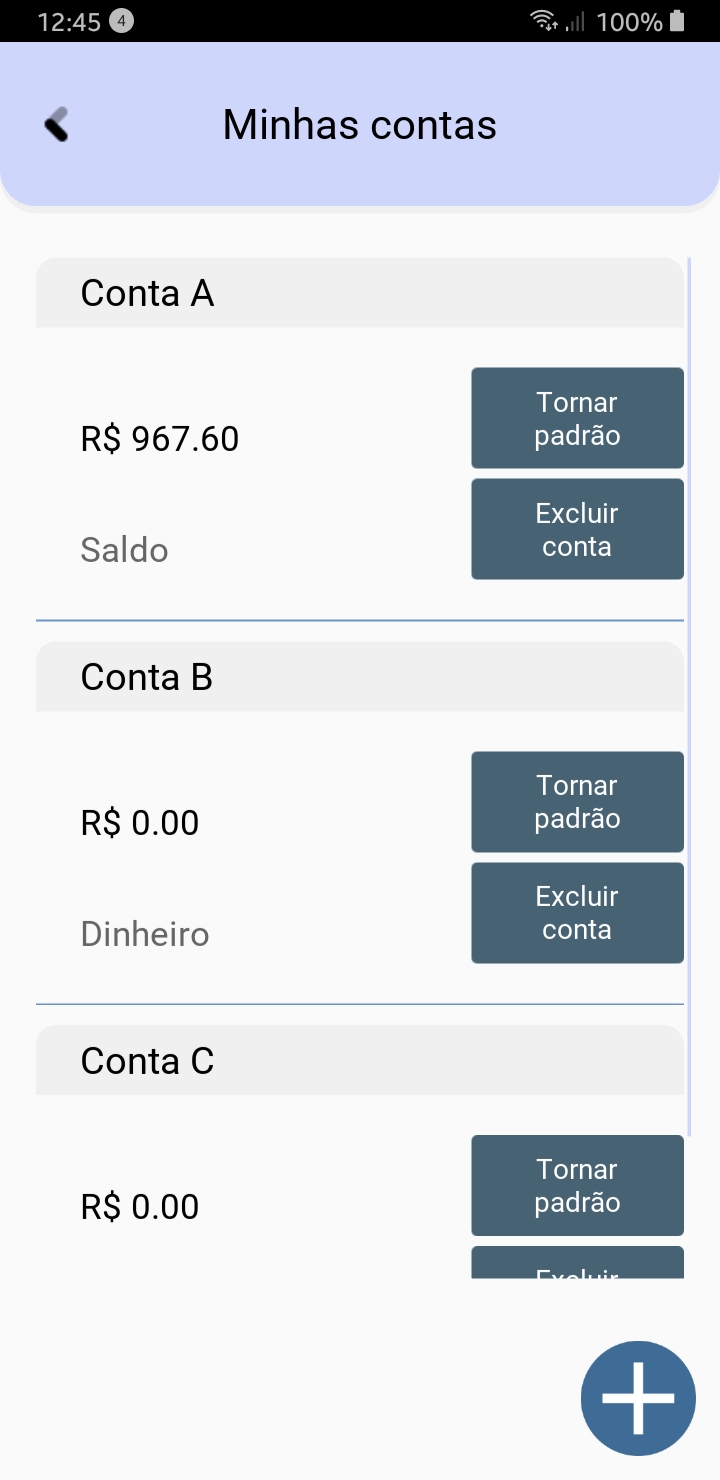 12:45 4 100%
Minhas contas
Conta A
R$ 967.60
Tornar
padrão
Saldo
Excluir
conta
Conta B
R$ 0.00
Tornar
padrão
Dinheiro
Excluir
conta
Conta C
R$ 0.00
Tornar
padrão
Excluir